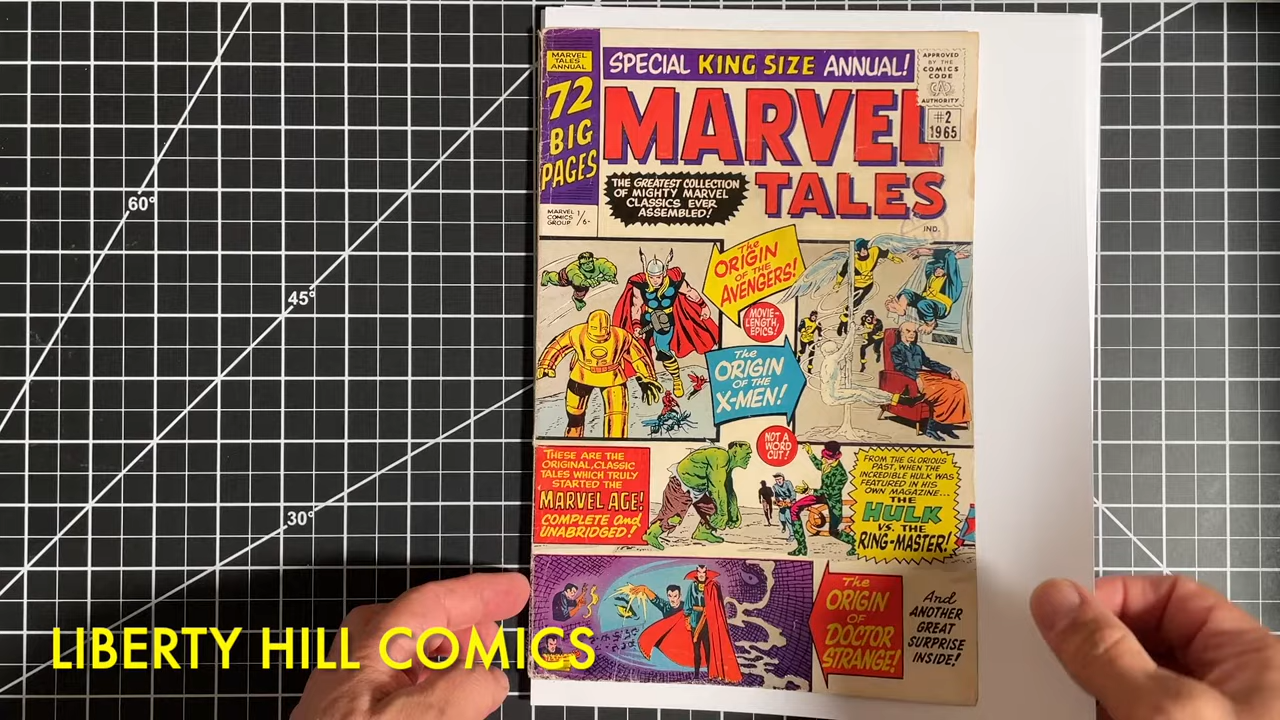 MARVEL
TALES
ANNUAL
72
BIG
PAGES
MARVEL
COMICS
GROUP
1/6-
SPECIAL KING SIZE ANNUAL!
APPROVED
BY THE
COMICS
CODE
CA
AUTHORITY
#2
1965
MARVEL
TALES
THE GREATEST COLLECTION
OF MIGHTY MARVEL
CLASSICS EVER
ASSEMBLED!
IND.
The
ORIGIN
OF THE
AVENGERS!
MOVIE-
LENGTH
EPICS!
The
ORIGIN
OF THE
X-MEN!
NOT A
WORD
CUT!
THESE ARE THE
ORIGINAL, CLASSIC
TALES WHICH TRULY
STARTED THE
MARVEL AGE!
COMPLETE and
UNABRIDGED!
FROM THE GLORIOUS
PAST, WHEN THE
INCREDIBLE HULK WAS
FEATURED IN HIS
OWN MAGAZINE...
THE
HULK
VS. THE
RING-MASTER!
The
ORIGIN
OF
DOCTOR
STRANGE!
And
ANOTHER
GREAT
SURPRISE
INSIDE!
60°
45°
30°
LIBERTY HILL COMICS